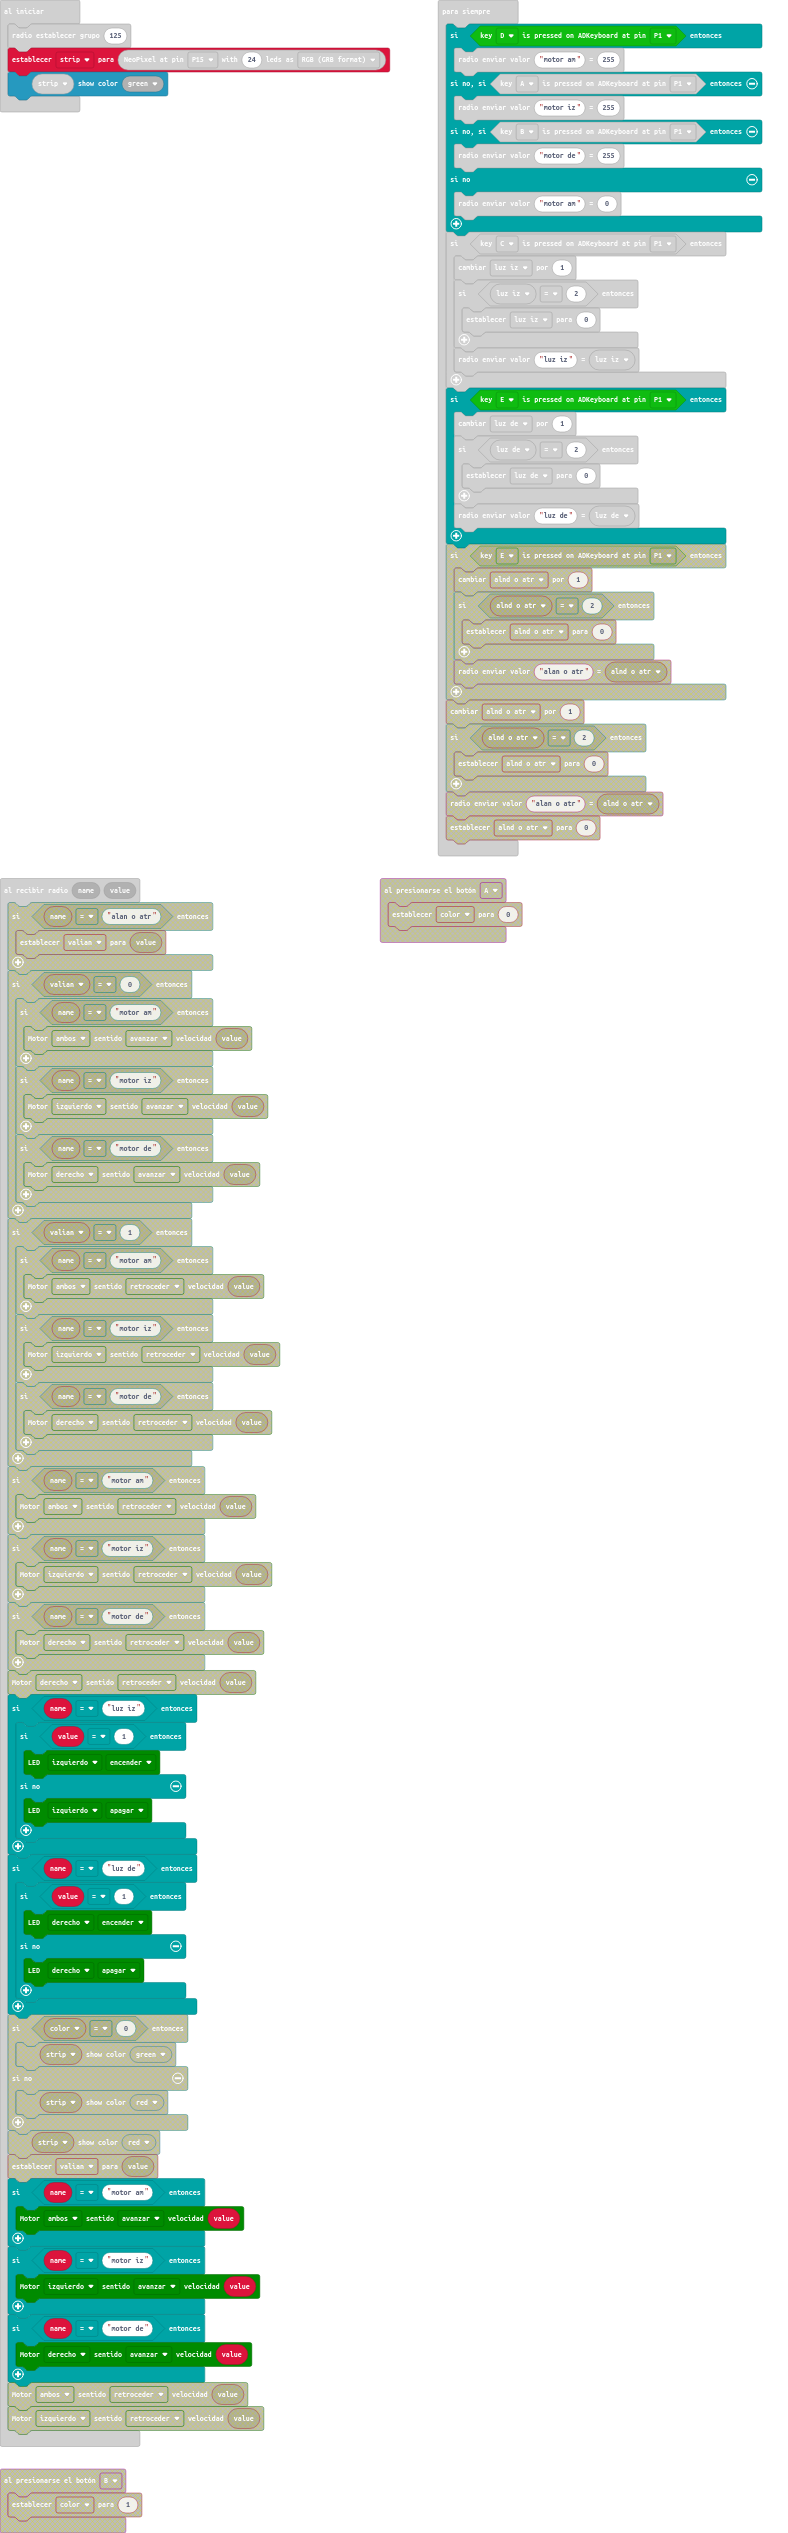 al iniciar
radio establecer grupo 125
establecer strip para NeoPixel at pin P15 with 24 leds as RGB (GRB format)
strip show color green
para siempre
si key D is pressed on ADKeyboard at pin P1 entonces
radio enviar valor "motor am" = 255
si no, si key A is pressed on ADKeyboard at pin P1 entonces
radio enviar valor "motor iz" = 255
si no, si key B is pressed on ADKeyboard at pin P1 entonces
radio enviar valor "motor de" = 255
si no
radio enviar valor "motor am" = 0
si key C is pressed on ADKeyboard at pin P1 entonces
cambiar luz iz por 1
si luz iz = 2 entonces
establecer luz iz para 0
radio enviar valor "luz iz" = luz iz
si key E is pressed on ADKeyboard at pin P1 entonces
cambiar luz de por 1
si luz de = 2 entonces
establecer luz de para 0
radio enviar valor "luz de" = luz de
si key E is pressed on ADKeyboard at pin P1 entonces
cambiar alnd o atr por 1
si alnd o atr = 2 entonces
establecer alnd o atr para 0
radio enviar valor "alan o atr" = alnd o atr
cambiar alnd o atr por 1
si alnd o atr = 2 entonces
establecer alnd o atr para 0
radio enviar valor "alan o atr" = alnd o atr
establecer alnd o atr para 0
al recibir radio name value
si name = "alan o atr" entonces
establecer valian para value
si valian = 0 entonces
si name = "motor am" entonces
Motor ambos sentido avanzar velocidad value
si name = "motor iz" entonces
Motor izquierdo sentido avanzar velocidad value
si name = "motor de" entonces
Motor derecho sentido avanzar velocidad value
si valian = 1 entonces
si name = "motor am" entonces
Motor ambos sentido retroceder velocidad value
si name = "motor iz" entonces
Motor izquierdo sentido retroceder velocidad value
si name = "motor de" entonces
Motor derecho sentido retroceder velocidad value
si name = "motor am" entonces
Motor ambos sentido retroceder velocidad value
si name = "motor iz" entonces
Motor izquierdo sentido retroceder velocidad value
si name = "motor de" entonces
Motor derecho sentido retroceder velocidad value
Motor derecho sentido retroceder velocidad value
si name = "luz iz" entonces
si value = 1 entonces
LED izquierdo encender
si no
LED izquierdo apagar
si name = "luz de" entonces
si value = 1 entonces
LED derecho encender
si no
LED derecho apagar
si color = 0 entonces
strip show color green
si no
strip show color red
strip show color red
establecer valian para value
si name = "motor am" entonces
Motor ambos sentido avanzar velocidad value
si name = "motor iz" entonces
Motor izquierdo sentido avanzar velocidad value
si name = "motor de" entonces
Motor derecho sentido avanzar velocidad value
Motor ambos sentido retroceder velocidad value
Motor izquierdo sentido retroceder velocidad value
al presionarse el botón A
establecer color para 0
al presionarse el botón B
establecer color para 1